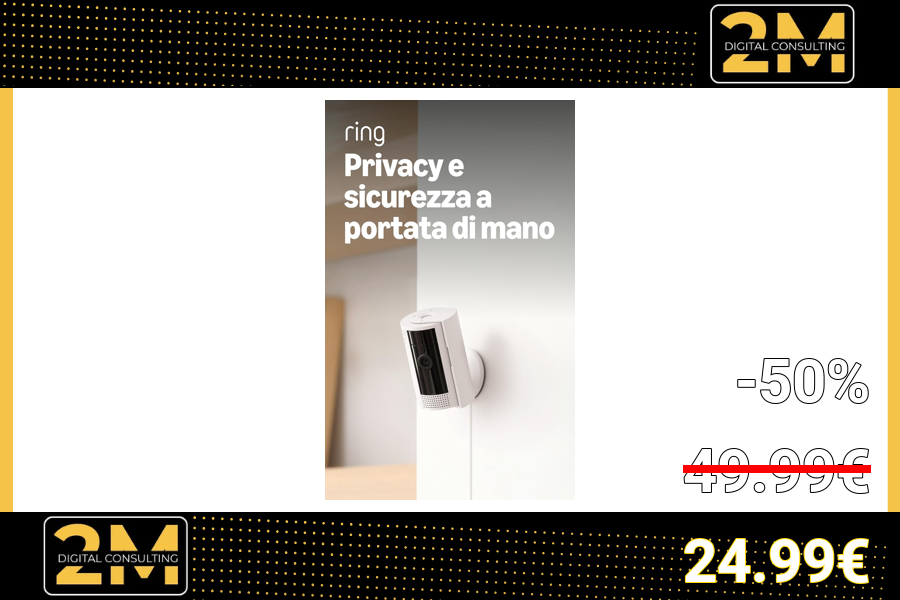 2M
DIGITAL CONSULTING
ring
Privacy e
sicurezza a
portata di mano
-50%
49.99€
2M
DIGITAL CONSULTING
24.99€